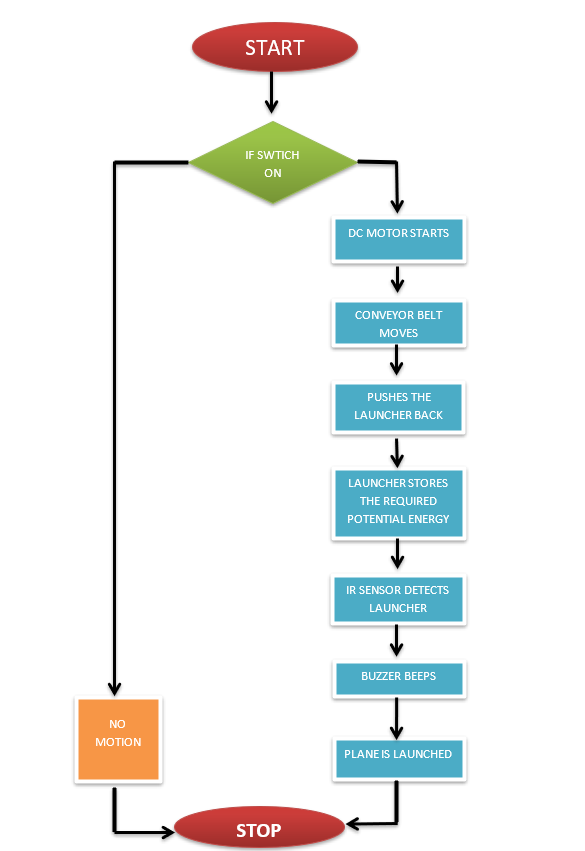 START
IF SWTICH
ON
DC MOTOR STARTS
CONVEYOR BELT
MOVES
PUSHES THE
LAUNCHER BACK
LAUNCHER STORES
THE REQUIRED
POTENTIAL ENERGY
IR SENSOR DETECTS
LAUNCHER
BUZZER BEEPS
PLANE IS LAUNCHED
NO
MOTION
STOP